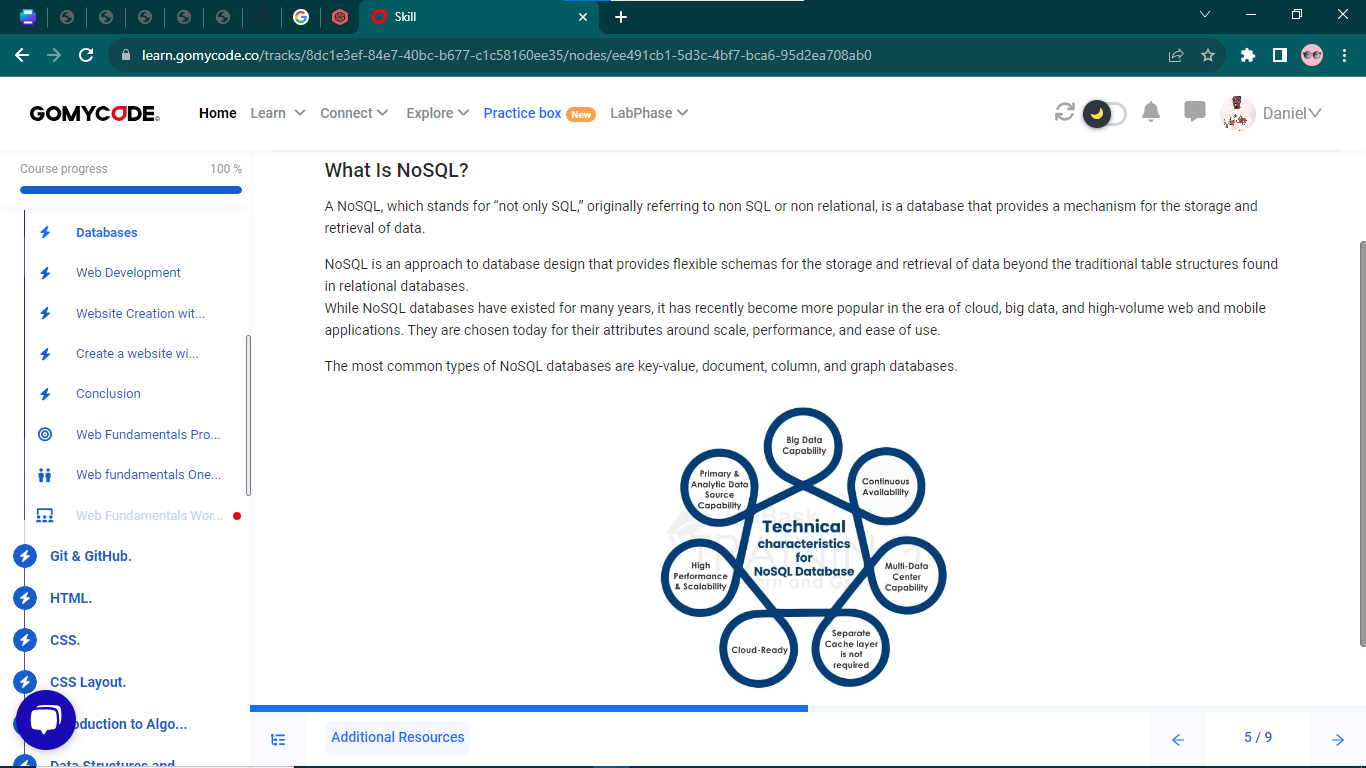 Skill
learn.gomycode.co/tracks/8dc1e3ef-84e7-40bc-b677-c1c58160ee35/nodes/ee491cb1-5d3c-4bf7-bca6-95d2ea708ab0
GOMYCODE
Home
Learn
Connect
Explore
Practice box
New
LabPhase
Daniel
Course progress
100 %
Databases
Web Development
Website Creation wit...
Create a website wi...
Conclusion
Web Fundamentals Pro...
Web fundamentals One...
Web Fundamentals Wor...
Git & GitHub.
HTML.
CSS.
CSS Layout.
oduction to Algo...
Data Structures and
What Is NoSQL?
A NoSQL, which stands for “not only SQL,” originally referring to non SQL or non relational, is a database that provides a mechanism for the storage and
retrieval of data.
NoSQL is an approach to database design that provides flexible schemas for the storage and retrieval of data beyond the traditional table structures found
in relational databases.
While NoSQL databases have existed for many years, it has recently become more popular in the era of cloud, big data, and high-volume web and mobile
applications. They are chosen today for their attributes around scale, performance, and ease of use.
The most common types of NoSQL databases are key-value, document, column, and graph databases.
Big Data
Capability
Primary &
Analytic Data
Source
Capability
Continuous
Availability
Technical
characteristics
for
NoSQL Database
High
Performance
& Scalability
Multi-Data
Center
Capability
Cloud-Ready
Separate
Cache layer
is not
required
Additional Resources
5 / 9